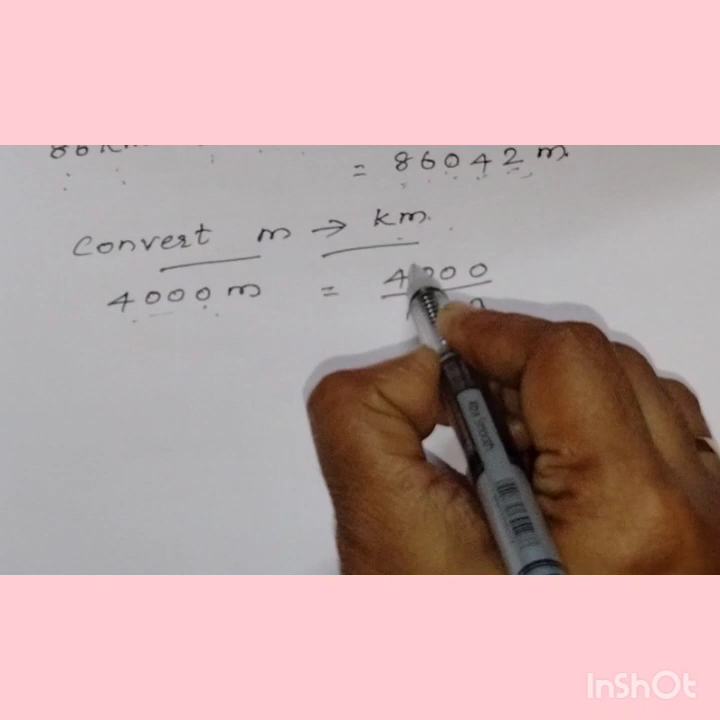 = 86042 m.
Convert m → km.
4000 m = 4000
InShOt